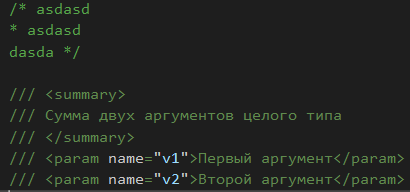 /* asdasd
* asdasd
dasda */
/// <summary>
/// Сумма двух аргументов целого типа
/// </summary>
/// <param name="v1">Первый аргумент</param>
/// <param name="v2">Второй аргумент</param>